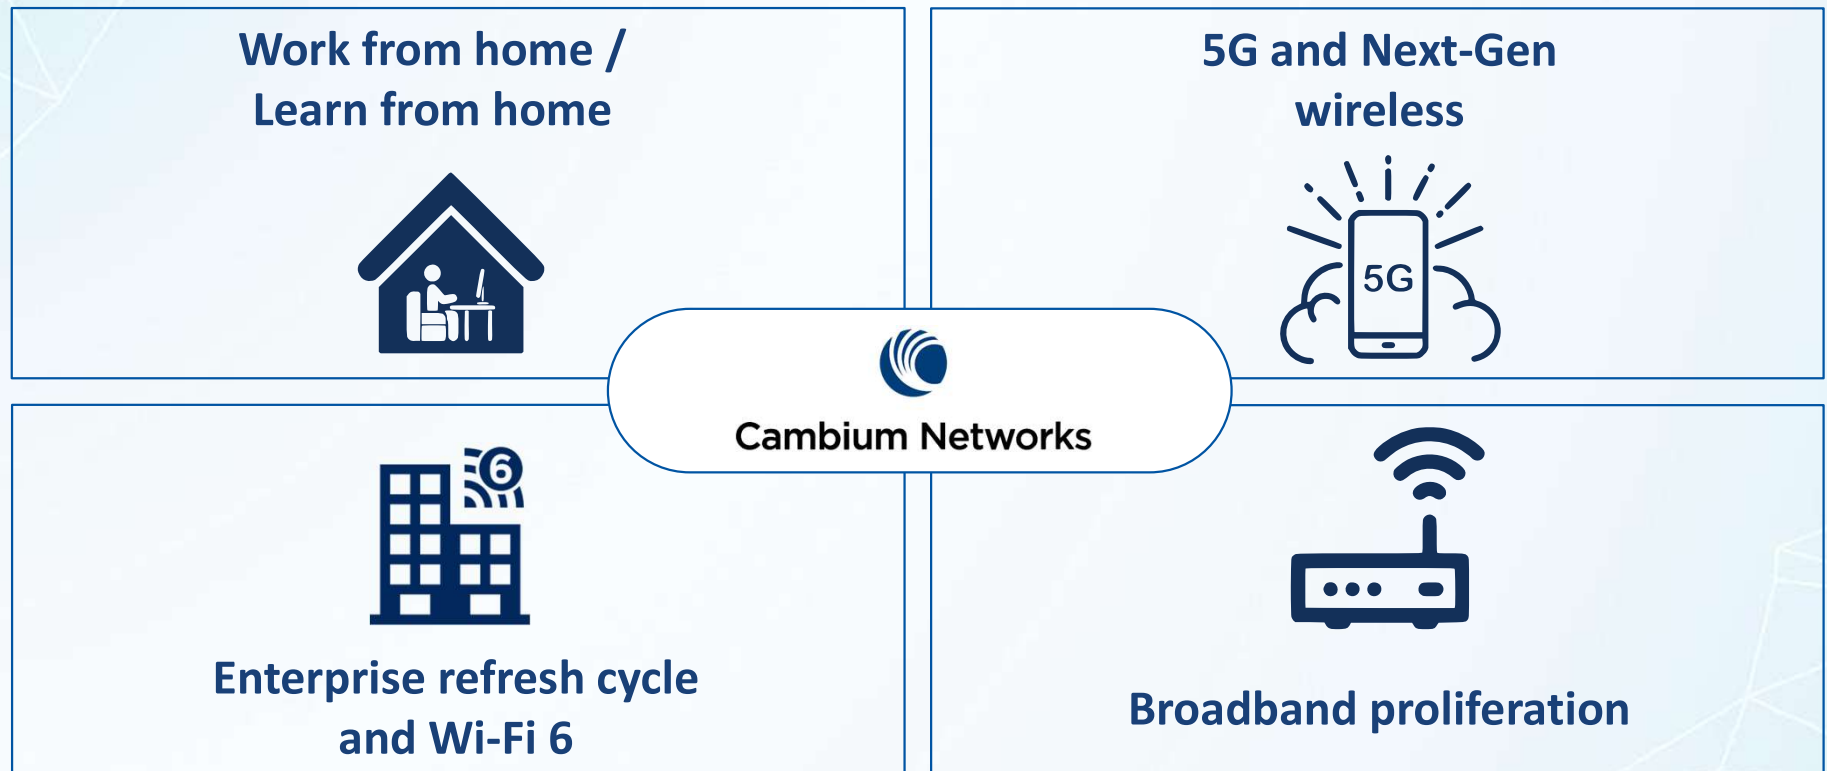 Work from home /
Learn from home
5G and Next-Gen
wireless
5G
Cambium Networks
6
Enterprise refresh cycle
and Wi-Fi 6
Broadband proliferation